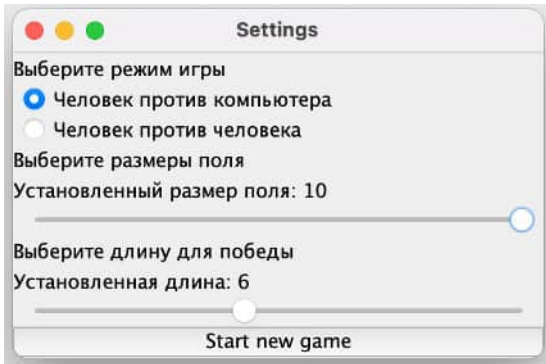 Settings
Выберите режим игры
Человек против компьютера
Человек против человека
Выберите размеры поля
Установленный размер поля: 10
Выберите длину для победы
Установленная длина: 6
Start new game